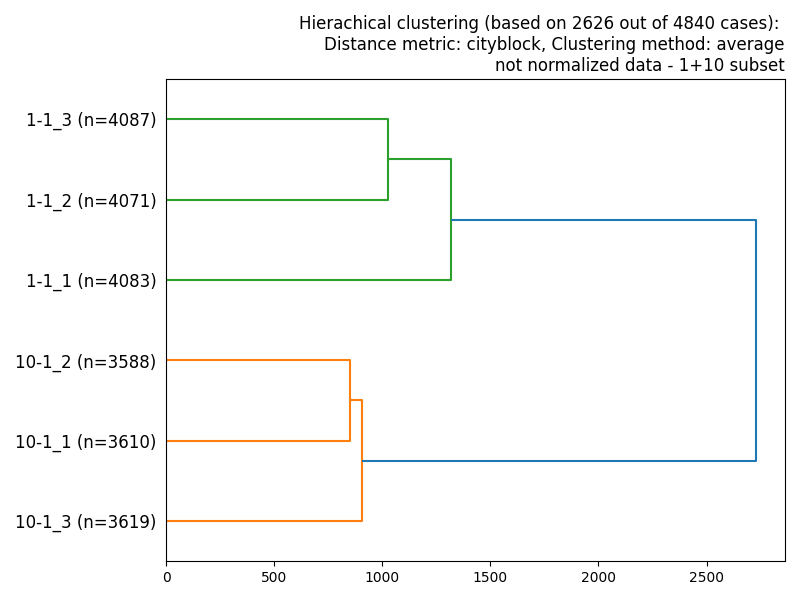 Hierachical clustering (based on 2626 out of 4840 cases):
Distance metric: cityblock, Clustering method: average
not normalized data - 1+10 subset
1-1_3 (n=4087)
1-1_2 (n=4071)
1-1_1 (n=4083)
10-1_2 (n=3588)
10-1_1 (n=3610)
10-1_3 (n=3619)
0 500 1000 1500 2000 2500